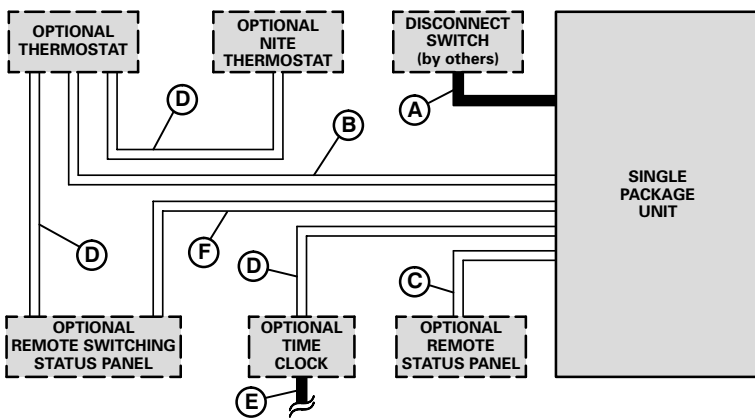 OPTIONAL
THERMOSTAT
OPTIONAL
NITE
THERMOSTAT
DISCONNECT
SWITCH
(by others)
A
D
B
SINGLE
PACKAGE
UNIT
D
F
D
C
OPTIONAL
REMOTE SWITCHING
STATUS PANEL
OPTIONAL
TIME
CLOCK
OPTIONAL
REMOTE
STATUS PANEL
E